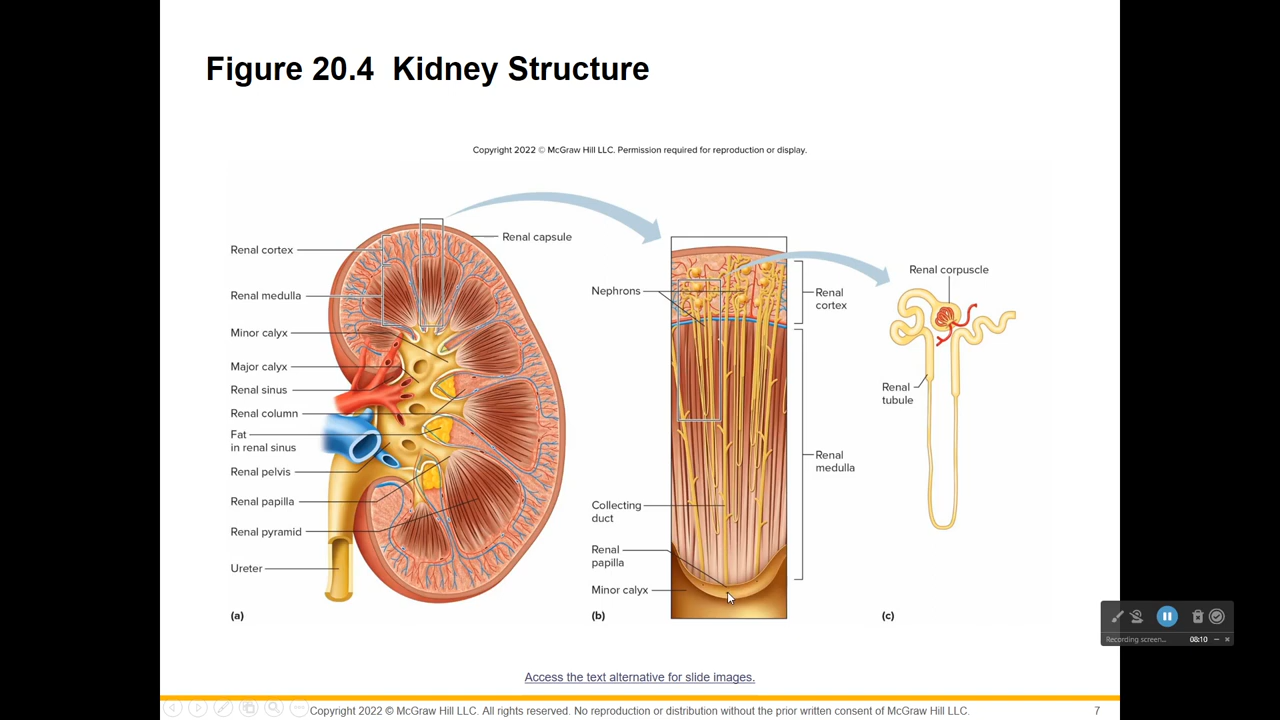 Figure 20.4 Kidney Structure
Copyright 2022 © McGraw Hill LLC. Permission required for reproduction or display.
Renal cortex
Renal medulla
Minor calyx
Major calyx
Renal sinus
Renal column
Fat
in renal sinus
Renal pelvis
Renal papilla
Renal pyramid
Ureter
Renal capsule
(a)
Nephrons
Collecting
duct
Renal
papilla
Minor calyx
Renal
cortex
Renal
medulla
(b)
Renal corpuscle
Renal
tubule
(c)
Recording screen...
08:10
Access the text alternative for slide images.
Copyright 2022 © McGraw Hill LLC. All rights reserved. No reproduction or distribution without the prior written consent of McGraw Hill LLC.
7